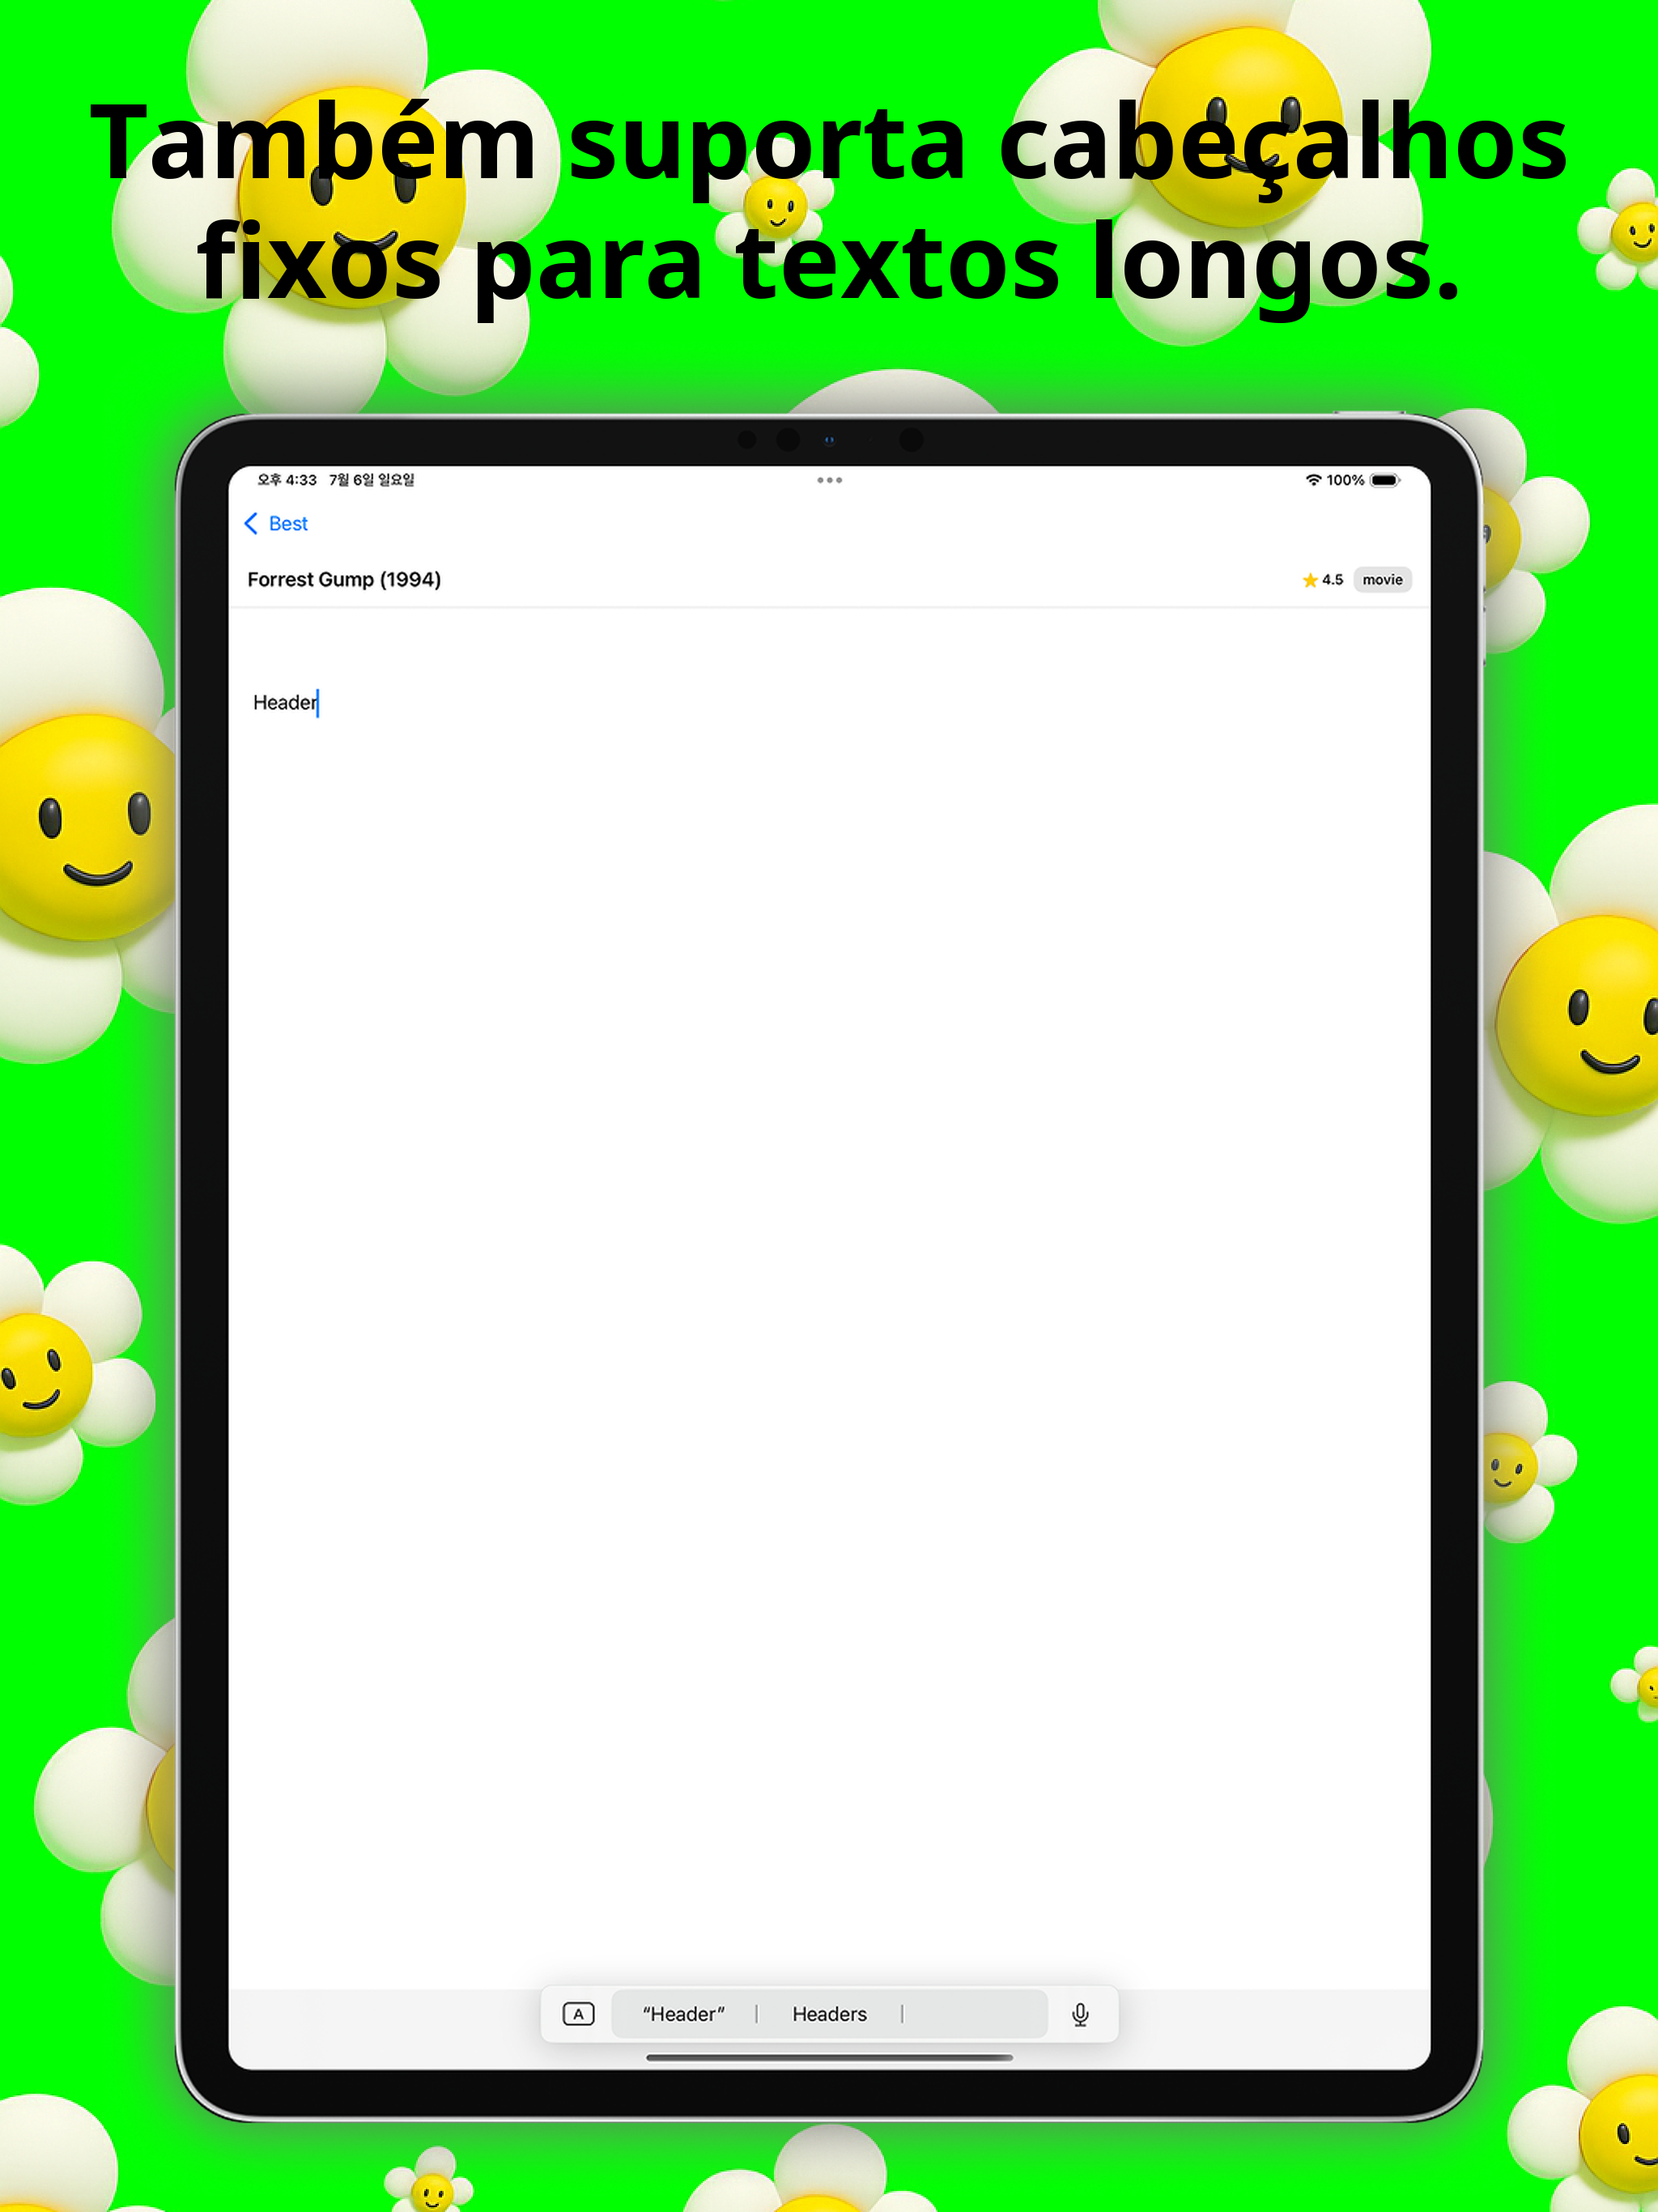 Também suporta cabeçalhos
fixos para textos longos.
오후 4:33 7월 6일 일요일
100%
Best
Forrest Gump (1994)
4.5 movie
Header
A "Header" Headers